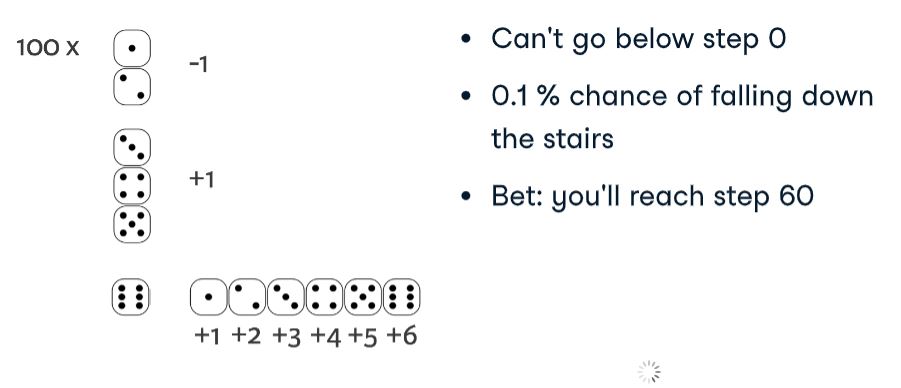 100 x
-1
+1
+1 +2 +3 +4 +5 +6
• Can't go below step 0
• 0.1 % chance of falling down
the stairs
• Bet: you'll reach step 60